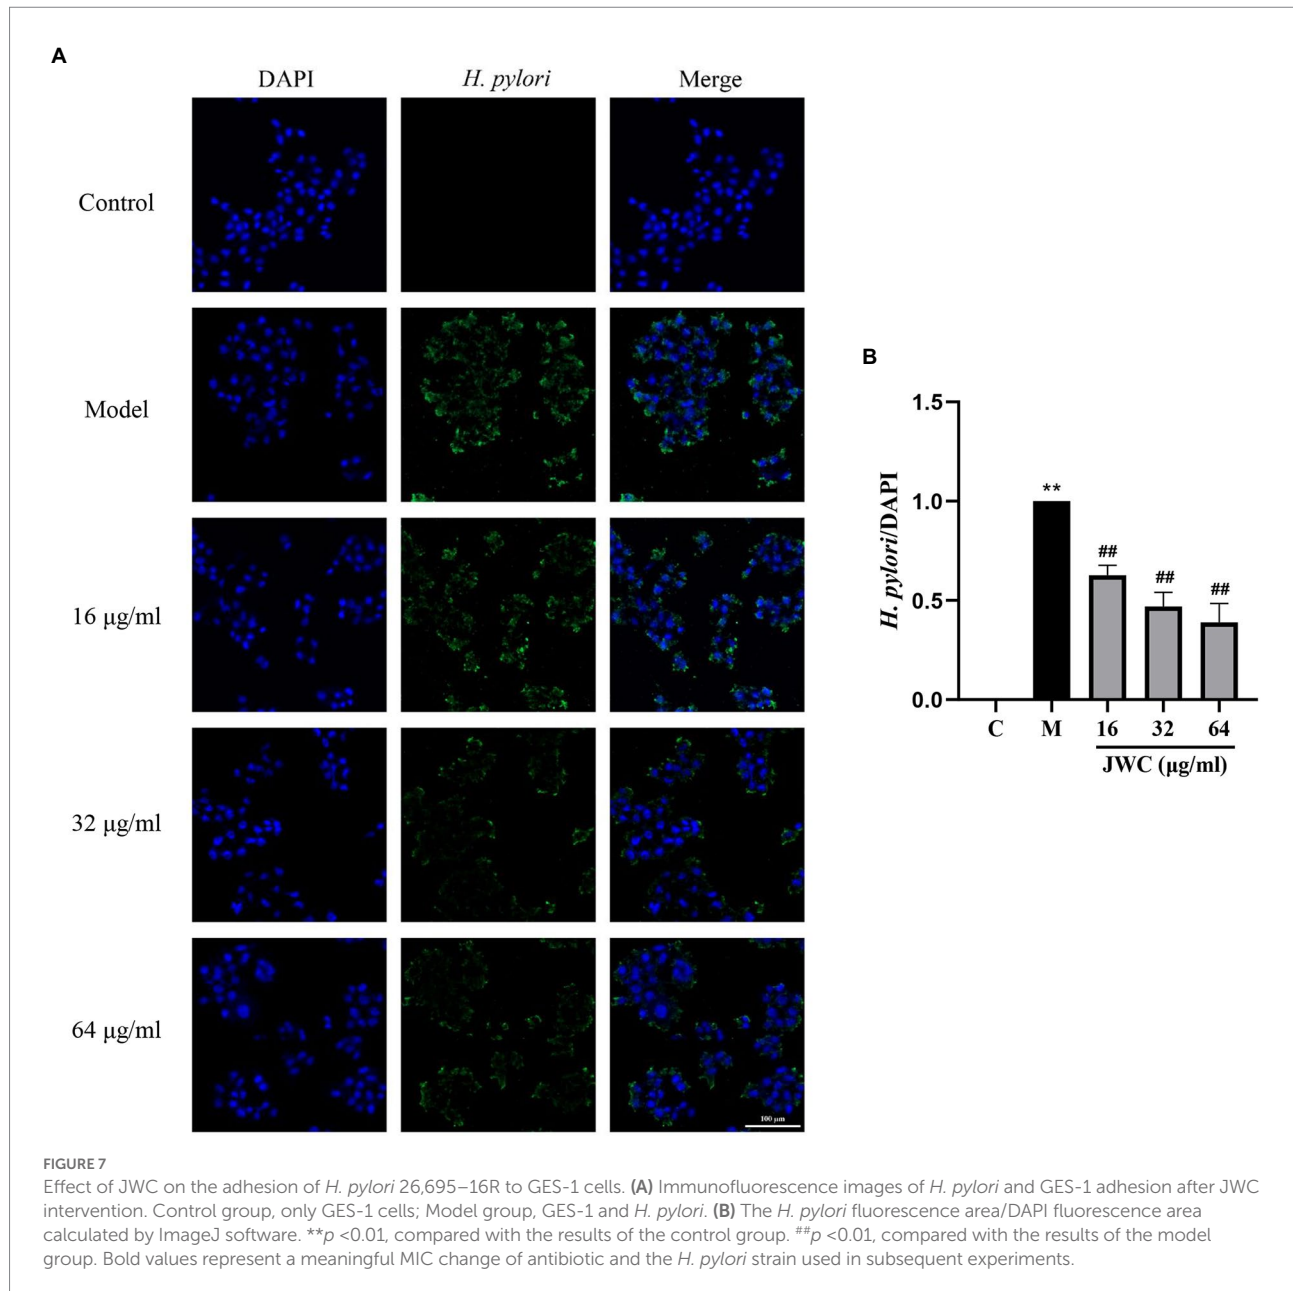 A
DAPI H. pylori Merge
Control
Model
16 μg/ml
32 μg/ml
64 μg/ml
100 μm
B
H. pylori/DAPI
1.5
1.0
0.5
0.0
**
##
##
##
C M 16 32 64
JWC (μg/ml)
FIGURE 7
Effect of JWC on the adhesion of H. pylori 26,695–16R to GES-1 cells. (A) Immunofluorescence images of H. pylori and GES-1 adhesion after JWC
intervention. Control group, only GES-1 cells; Model group, GES-1 and H. pylori. (B) The H. pylori fluorescence area/DAPI fluorescence area
calculated by ImageJ software. **p <0.01, compared with the results of the control group. ##p <0.01, compared with the results of the model
group. Bold values represent a meaningful MIC change of antibiotic and the H. pylori strain used in subsequent experiments.